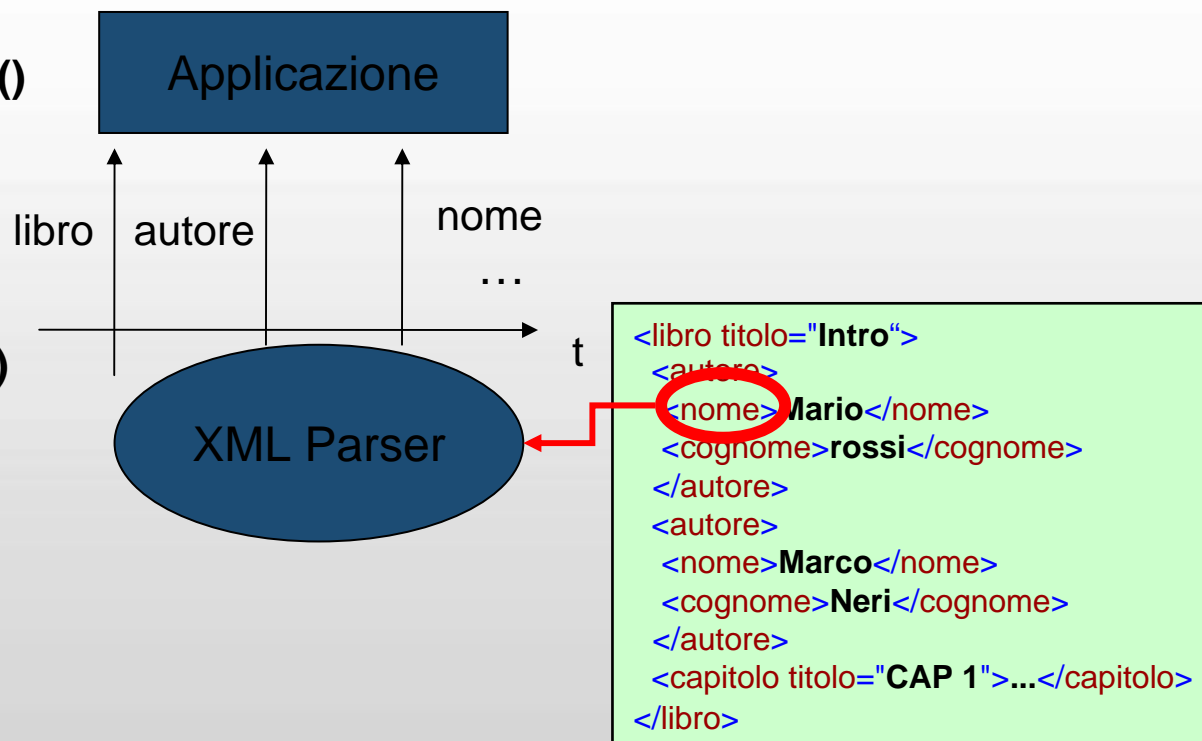 ()
Applicazione
libro
autore
nome
…
)
t
XML Parser
<libro titolo="Intro“>
<autore>
<nome>Mario</nome>
<cognome>rossi</cognome>
</autore>
<autore>
<nome>Marco</nome>
<cognome>Neri</cognome>
</autore>
<capitolo titolo="CAP 1">...</capitolo>
</libro>